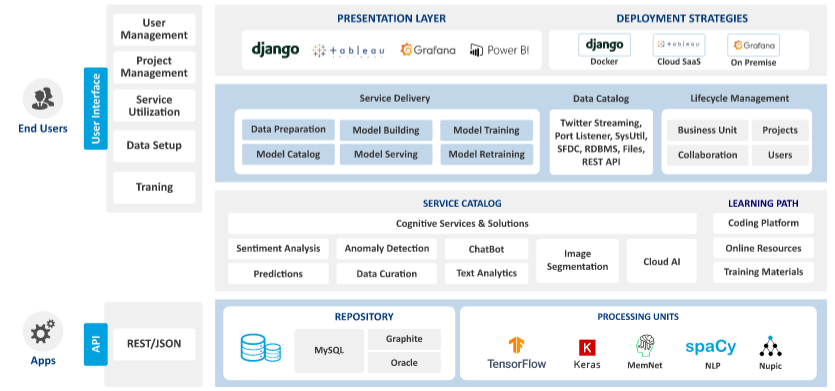 End Users
User Interface
User
Management
Project
Management
Service
Utilization
Data Setup
Traning
PRESENTATION LAYER
django
+ableau
Grafana
Power BI
DEPLOYMENT STRATEGIES
django
Docker
+ableau
Cloud SaaS
Grafana
On Premise
Service Delivery
Data Preparation
Model Building
Model Training
Model Catalog
Model Serving
Model Retraining
Data Catalog
Twitter Streaming,
Port Listener, SysUtil,
SFDC, RDBMS, Files,
REST API
Lifecycle Management
Business Unit
Projects
Collaboration
Users
SERVICE CATALOG
Cognitive Services & Solutions
Sentiment Analysis
Anomaly Detection
ChatBot
Image
Segmentation
Cloud AI
Predictions
Data Curation
Text Analytics
LEARNING PATH
Coding Platform
Online Resources
Training Materials
Apps
API
REST/JSON
REPOSITORY
MySQL
Graphite
Oracle
PROCESSING UNITS
TensorFlow
K
Keras
MemNet
spaCy
NLP
Nupic